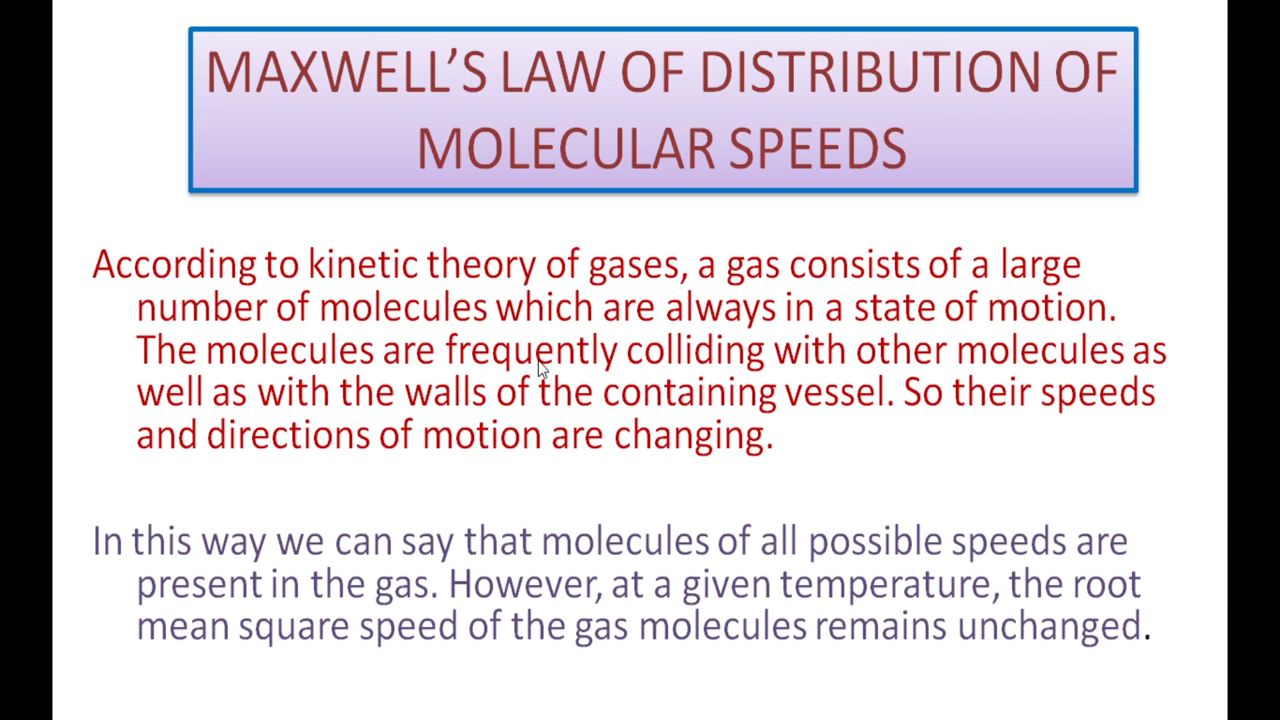 MAXWELL’S LAW OF DISTRIBUTION OF
MOLECULAR SPEEDS
According to kinetic theory of gases, a gas consists of a large
number of molecules which are always in a state of motion.
The molecules are frequently colliding with other molecules as
well as with the walls of the containing vessel. So their speeds
and directions of motion are changing.
In this way we can say that molecules of all possible speeds are
present in the gas. However, at a given temperature, the root
mean square speed of the gas molecules remains unchanged.